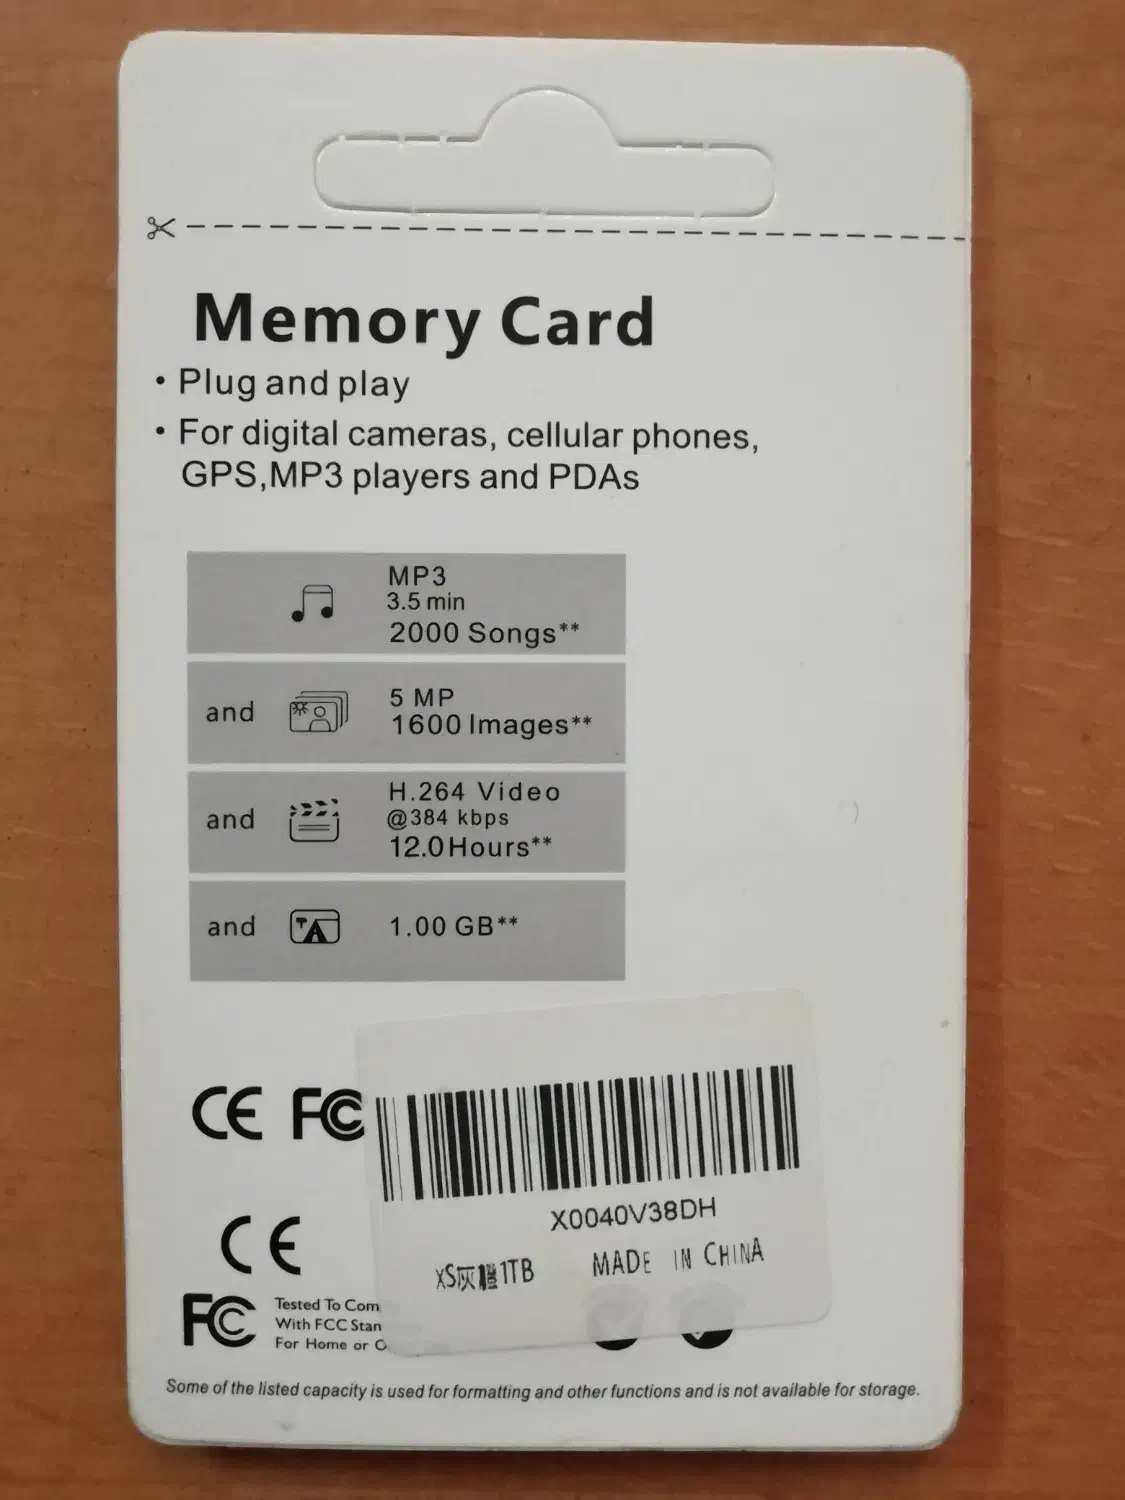 Memory Card
• Plug and play
• For digital cameras, cellular phones,
GPS,MP3 players and PDAs
MP3
3.5 min
2000 Songs**
and
5 MP
1600 Images**
and
H.264 Video
@384 kbps
12.0Hours**
and
1.00 GB**
CE FC
X0040V38DH
xS灰橙1TB MADE IN CHINA
CE
FC
Tested To Com
With FCC Stan
For Home or O
Some of the listed capacity is used for formatting and other functions and is not available for storage.